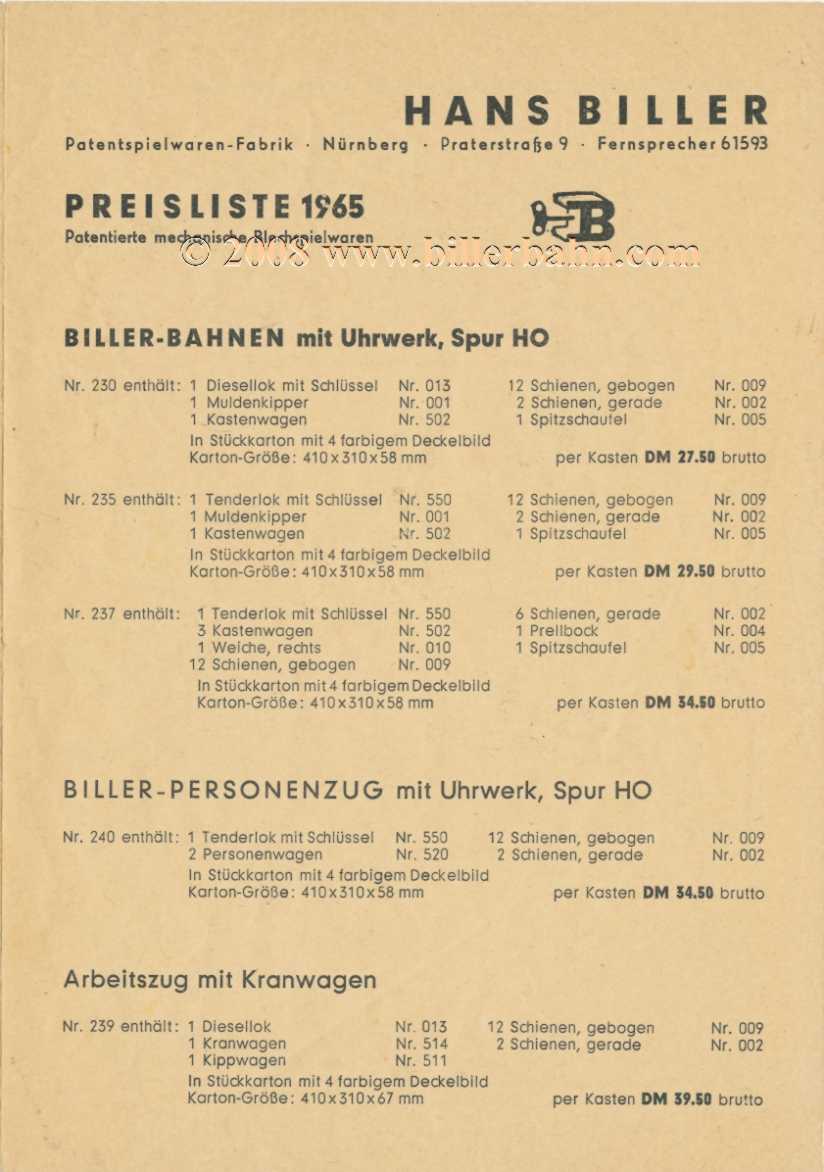 HANS BILLER
Patentspielwaren-Fabrik · Nürnberg · Praterstraße 9 · Fernsprecher 61593
PREISLISTE 1965
B
Patentierte mechanische Blechspielwaren
© 2008 www.billerbahn.com
BILLER-BAHNEN mit Uhrwerk, Spur HO
Nr. 230 enthält: 1 Diesellok mit Schlüssel Nr. 013 12 Schienen, gebogen Nr. 009
1 Muldenkipper Nr. 001 2 Schienen, gerade Nr. 002
1 Kastenwagen Nr. 502 1 Spitzschaufel Nr. 005
In Stückkarton mit 4 farbigem Deckelbild
Karton-Größe: 410x310x58 mm per Kasten DM 27.50 brutto
Nr. 235 enthält: 1 Tenderlok mit Schlüssel Nr. 550 12 Schienen, gebogen Nr. 009
1 Muldenkipper Nr. 001 2 Schienen, gerade Nr. 002
1 Kastenwagen Nr. 502 1 Spitzschaufel Nr. 005
In Stückkarton mit 4 farbigem Deckelbild
Karton-Größe: 410x310x58 mm per Kasten DM 29.50 brutto
Nr. 237 enthält: 1 Tenderlok mit Schlüssel Nr. 550 6 Schienen, gerade Nr. 002
3 Kastenwagen Nr. 502 1 Prellbock Nr. 004
1 Weiche, rechts Nr. 010 1 Spitzschaufel Nr. 005
12 Schienen, gebogen Nr. 009
In Stückkarton mit 4 farbigem Deckelbild
Karton-Größe: 410x310x58 mm per Kasten DM 34.50 brutto
BILLER-PERSONENZUG mit Uhrwerk, Spur HO
Nr. 240 enthält: 1 Tenderlok mit Schlüssel Nr. 550 12 Schienen, gebogen Nr. 009
2 Personenwagen Nr. 520 2 Schienen, gerade Nr. 002
In Stückkarton mit 4 farbigem Deckelbild
Karton-Größe: 410x310x58 mm per Kasten DM 34.50 brutto
Arbeitszug mit Kranwagen
Nr. 239 enthält: 1 Diesellok Nr. 013 12 Schienen, gebogen Nr. 009
1 Kranwagen Nr. 514 2 Schienen, gerade Nr. 002
1 Kippwagen Nr. 511
In Stückkarton mit 4 farbigem Deckelbild
Karton-Größe: 410x310x67 mm per Kasten DM 39.50 brutto